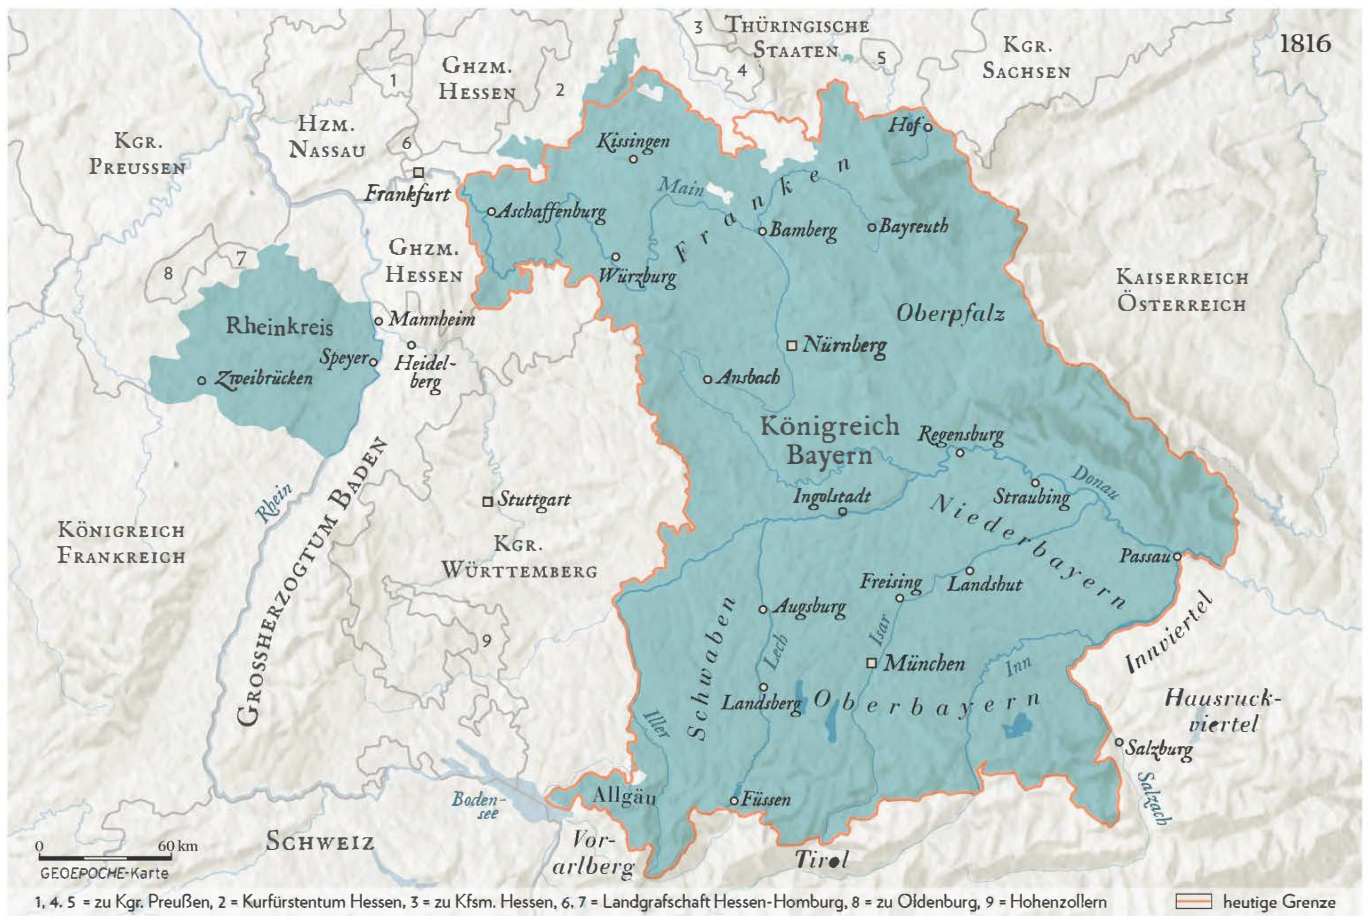 1816
3
THÜRINGISCHE
STAATEN
4
5
KGR.
SACHSEN
1
GHZM.
HESSEN
2
HZM.
NASSAU
6
KGR.
PREUSSEN
Frankfurt
Kissingen
Hof
Main
Franken
Aschaffenburg
Bamberg
Bayreuth
Würzburg
GHZM.
HESSEN
8
7
KAISERREICH
ÖSTERREICH
Rheinkreis
Mannheim
Oberpfalz
Speyer
Heidel-
berg
Zweibrücken
Nürnberg
Ansbach
Königreich
Bayern
Regensburg
Ingolstadt
Straubing
Donau
Niederbayern
Rhein
GROSSHERZOGTUM BADEN
Stuttgart
KÖNIGREICH
FRANKREICH
KGR.
WÜRTTEMBERG
Passau
Freising
Landshut
Augsburg
Schwaben
Lech
Isar
Innviertel
9
München
Inn
Landsberg
Oberbayern
Hausruck-
viertel
Iller
Salzburg
Salzach
Allgäu
Füssen
Boden-
see
Vor-
arlberg
Tirol
SCHWEIZ
0 60 km
GEOEPOCHE-Karte
1, 4, 5 = zu Kgr. Preußen, 2 = Kurfürstentum Hessen, 3 = zu Kfsm. Hessen, 6, 7 = Landgrafschaft Hessen-Homburg, 8 = zu Oldenburg, 9 = Hohenzollern
heutige Grenze